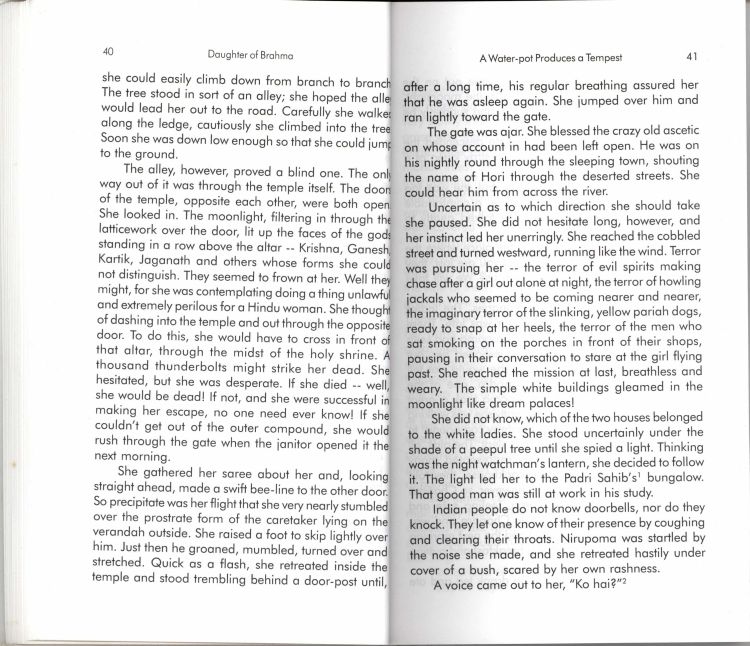 40
Daughter of Brahma
she could easily climb down from branch to branch
The tree stood in sort of an alley; she hoped the alle
would lead her out to the road. Carefully she walke
along the ledge, cautiously she climbed into the tree
Soon she was down low enough so that she could jump
to the ground.
The alley, however, proved a blind one. The only
way out of it was through the temple itself. The doors
of the temple, opposite each other, were both open
She looked in. The moonlight, filtering in through the
latticework over the door, lit up the faces of the gods
standing in a row above the altar -- Krishna, Ganesh
Kartik, Jaganath and others whose forms she could
not distinguish. They seemed to frown at her. Well they
might, for she was contemplating doing a thing unlawful
and extremely perilous for a Hindu woman. She thought
of dashing into the temple and out through the opposite
door. To do this, she would have to cross in front of
that altar, through the midst of the holy shrine. A
thousand thunderbolts might strike her dead. She
hesitated, but she was desperate. If she died -- well,
she would be dead! If not, and she were successful in
making her escape, no one need ever know! If she
couldn't get out of the outer compound, she would
rush through the gate when the janitor opened it the
next morning.
She gathered her saree about her and, looking
straight ahead, made a swift bee-line to the other door.
So precipitate was her flight that she very nearly stumbled
over the prostrate form of the caretaker lying on the
verandah outside. She raised a foot to skip lightly over
him. Just then he groaned, mumbled, turned over and
stretched. Quick as a flash, she retreated inside the
temple and stood trembling behind a door-post until,
A Water-pot Produces a Tempest
41
after a long time, his regular breathing assured her
that he was asleep again. She jumped over him and
ran lightly toward the gate.
The gate was ajar. She blessed the crazy old ascetic
on whose account in had been left open. He was on
his nightly round through the sleeping town, shouting
the name of Hori through the deserted streets. She
could hear him from across the river.
Uncertain as to which direction she should take
she paused. She did not hesitate long, however, and
her instinct led her unerringly. She reached the cobbled
street and turned westward, running like the wind. Terror
was pursuing her -- the terror of evil spirits making
chase after a girl out alone at night, the terror of howling
jackals who seemed to be coming nearer and nearer,
the imaginary terror of the slinking, yellow pariah dogs,
ready to snap at her heels, the terror of the men who
sat smoking on the porches in front of their shops,
pausing in their conversation to stare at the girl flying
past. She reached the mission at last, breathless and
weary. The simple white buildings gleamed in the
moonlight like dream palaces!
She did not know, which of the two houses belonged
to the white ladies. She stood uncertainly under the
shade of a peepul tree until she spied a light. Thinking
was the night watchman's lantern, she decided to follow
it. The light led her to the Padri Sahib's¹ bungalow.
That good man was still at work in his study.
Indian people do not know doorbells, nor do they
knock. They let one know of their presence by coughing
and clearing their throats. Nirupoma was startled by
the noise she made, and she retreated hastily under
cover of a bush, scared by her own rashness.
A voice came out to her, "Ko hai?"²